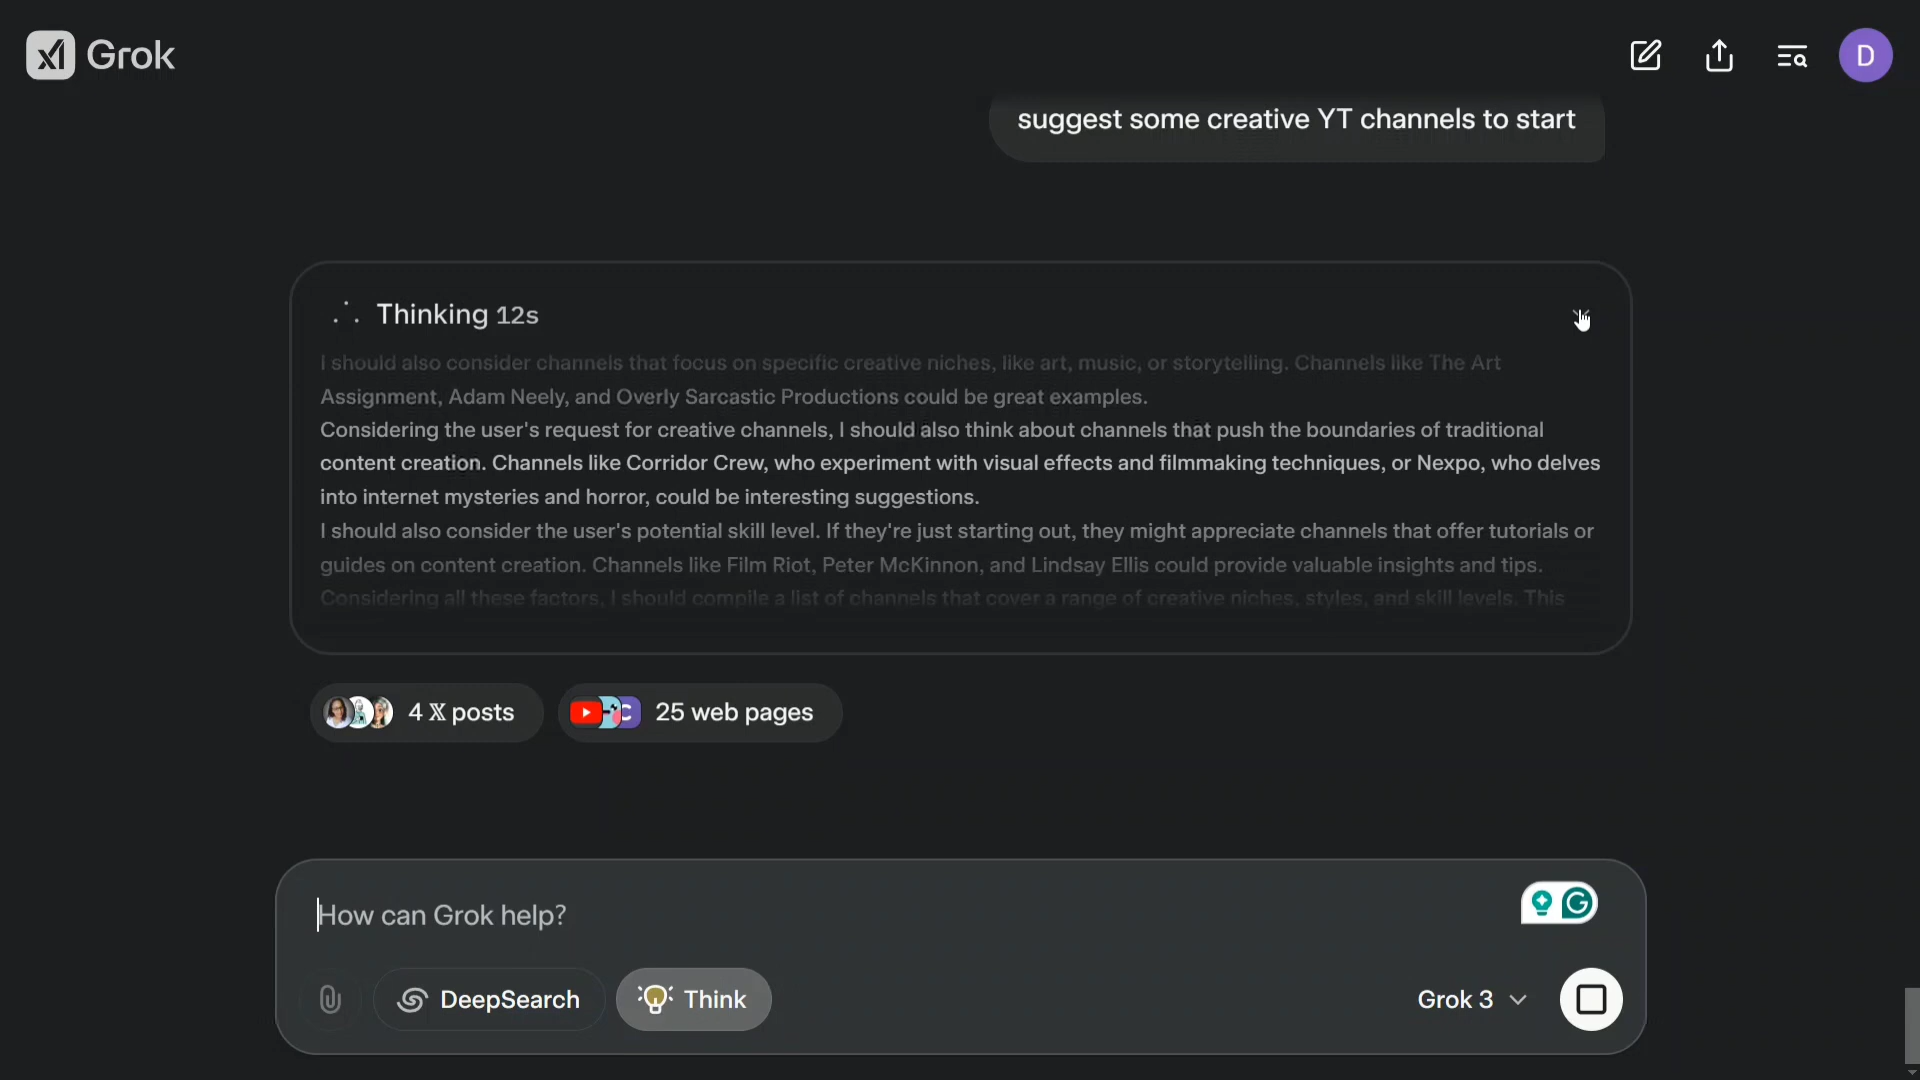 Grok
D
suggest some creative YT channels to start
Thinking 12s
I should also consider channels that focus on specific creative niches, like art, music, or storytelling. Channels like The Art
Assignment, Adam Neely, and Overly Sarcastic Productions could be great examples.
Considering the user's request for creative channels, I should also think about channels that push the boundaries of traditional
content creation. Channels like Corridor Crew, who experiment with visual effects and filmmaking techniques, or Nexpo, who delves
into internet mysteries and horror, could be interesting suggestions.
I should also consider the user's potential skill level. If they're just starting out, they might appreciate channels that offer tutorials or
guides on content creation. Channels like Film Riot, Peter McKinnon, and Lindsay Ellis could provide valuable insights and tips.
Considering all these factors, I should compile a list of channels that cover a range of creative niches, styles, and skill levels. This
4 𝕏 posts
25 web pages
How can Grok help?
DeepSearch
Think
Grok 3